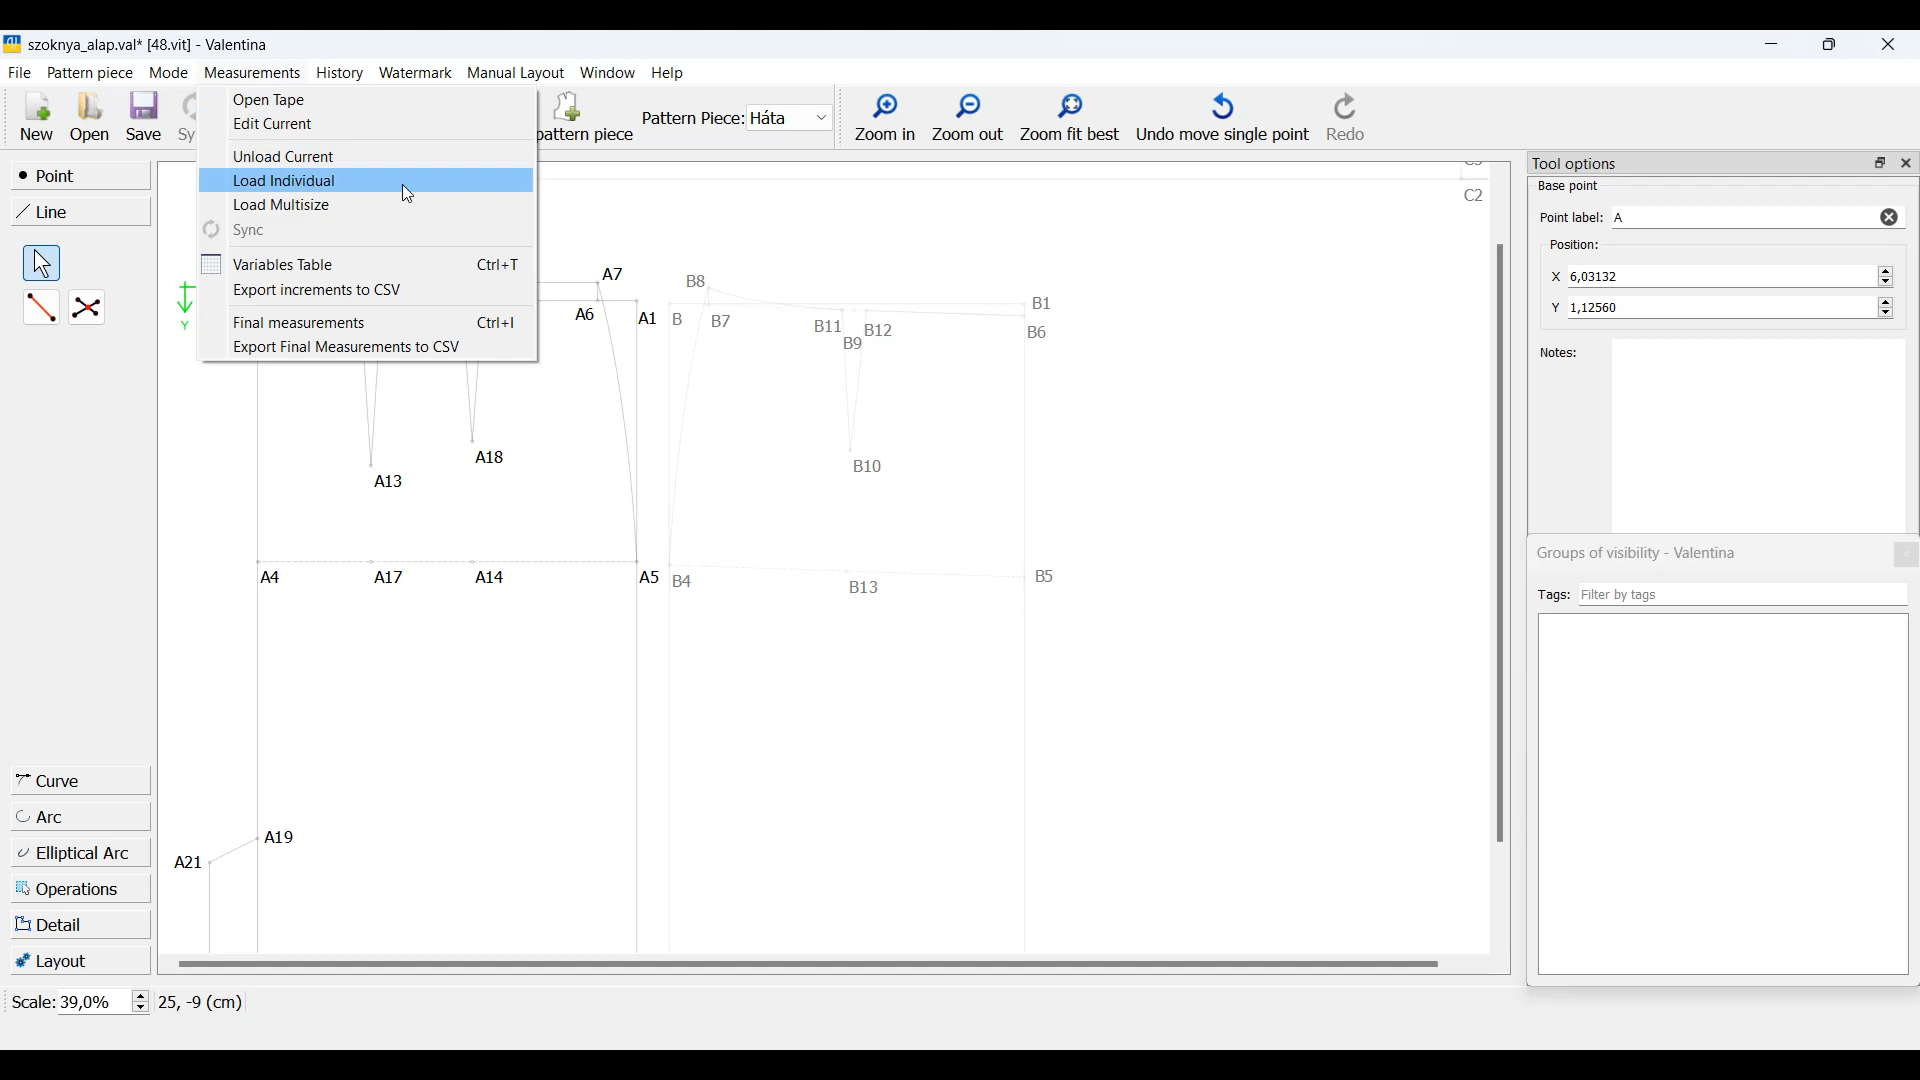 szoknya_alap.val* [48.vit] - Valentina
File Pattern piece Mode Measurements History Watermark Manual Layout Window Help
New Open Save Sy pattern piece Pattern Piece: Háta Zoom in Zoom out Zoom fit best Undo move single point Redo
Open Tape
Edit Current
Unload Current
Load Individual
Load Multisize
Sync
Variables Table Ctrl+T
Export increments to CSV
Final measurements Ctrl+I
Export Final Measurements to CSV
Point
Line
Curve
Arc
Elliptical Arc
Operations
Detail
Layout
C2
Y
A7
A6
A1
B8
B
B7
B11
B9
B12
B1
B6
A13
A18
B10
A4
A17
A14
A5
B4
B13
B5
A19
A21
Tool options
Base point
Point label: A
Position:
X 6,03132
Y 1,12560
Notes:
Groups of visibility - Valentina
Tags: Filter by tags
Scale: 39,0% 25, -9 (cm)